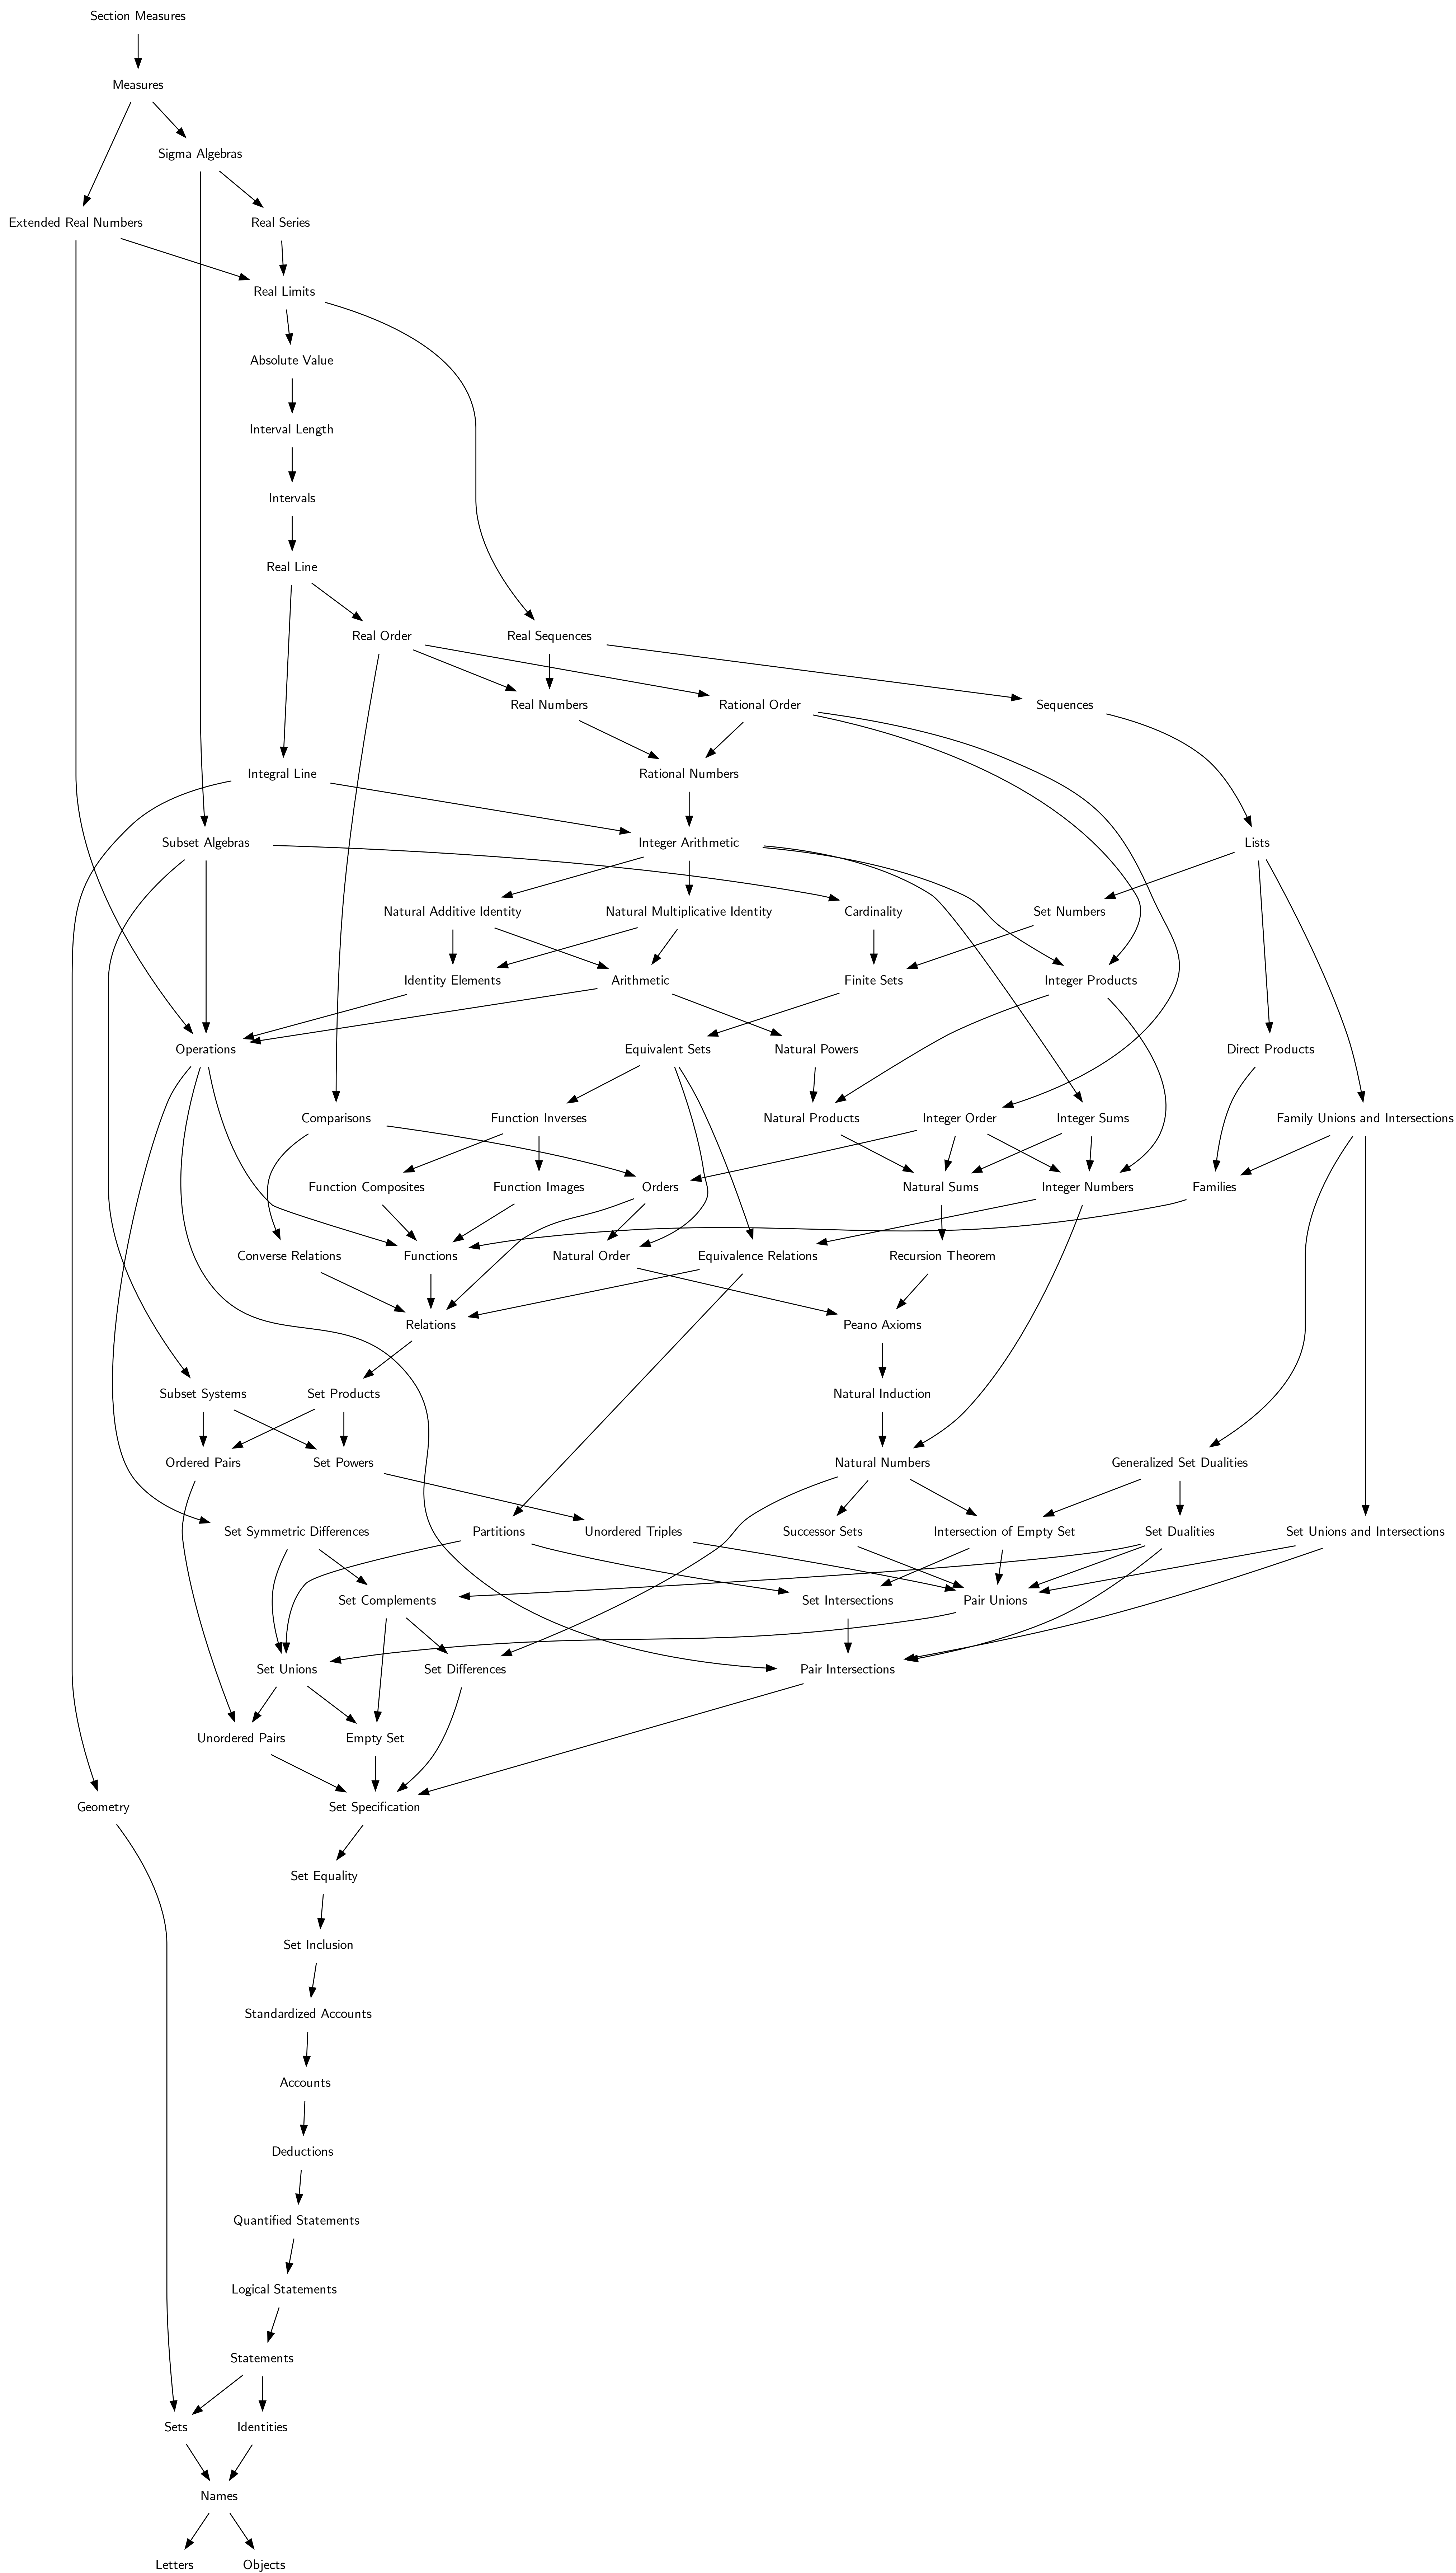 Section Measures
Measures
Sigma Algebras
Extended Real Numbers
Real Series
Real Limits
Absolute Value
Interval Length
Intervals
Real Line
Real Order
Real Sequences
Real Numbers
Rational Order
Sequences
Integral Line
Rational Numbers
Subset Algebras
Integer Arithmetic
Lists
Natural Additive Identity
Natural Multiplicative Identity
Cardinality
Set Numbers
Identity Elements
Arithmetic
Finite Sets
Integer Products
Operations
Equivalent Sets
Natural Powers
Direct Products
Comparisons
Function Inverses
Natural Products
Integer Order
Integer Sums
Family Unions and Intersections
Function Composites
Function Images
Orders
Natural Sums
Integer Numbers
Families
Converse Relations
Functions
Natural Order
Equivalence Relations
Recursion Theorem
Relations
Peano Axioms
Subset Systems
Set Products
Natural Induction
Ordered Pairs
Set Powers
Natural Numbers
Generalized Set Dualities
Set Symmetric Differences
Partitions
Unordered Triples
Successor Sets
Intersection of Empty Set
Set Dualities
Set Unions and Intersections
Set Complements
Set Intersections
Pair Unions
Set Unions
Set Differences
Pair Intersections
Unordered Pairs
Empty Set
Geometry
Set Specification
Set Equality
Set Inclusion
Standardized Accounts
Accounts
Deductions
Quantified Statements
Logical Statements
Statements
Sets
Identities
Names
Letters
Objects